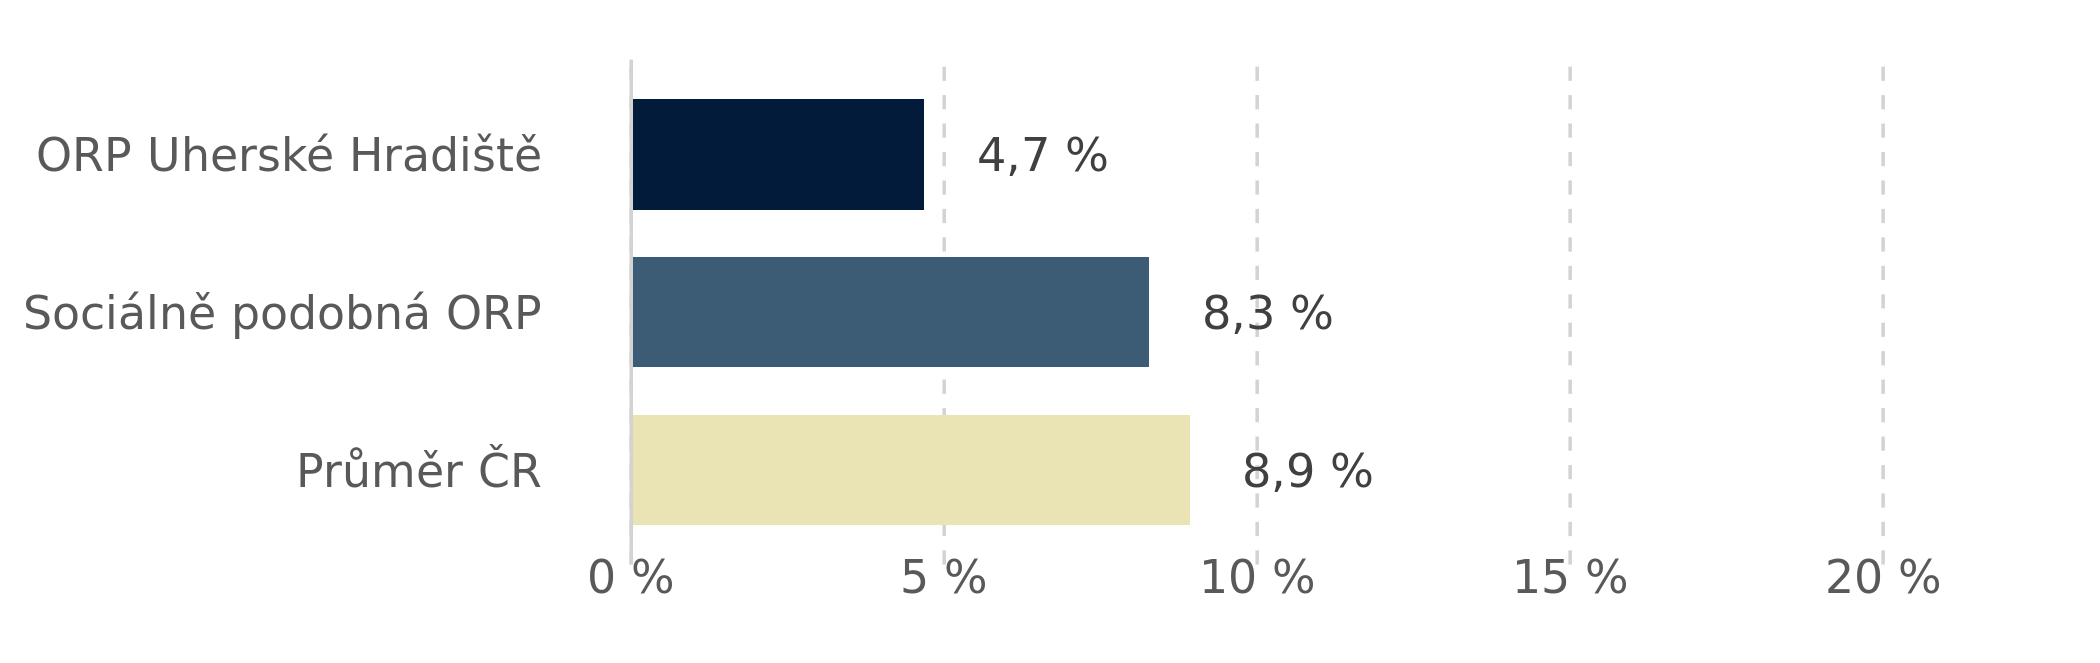 ORP Uherské Hradiště
4,7 %
Sociálně podobná ORP
8,3 %
Průměr ČR
8,9 %
0 %
5 %
10 %
15 %
20 %